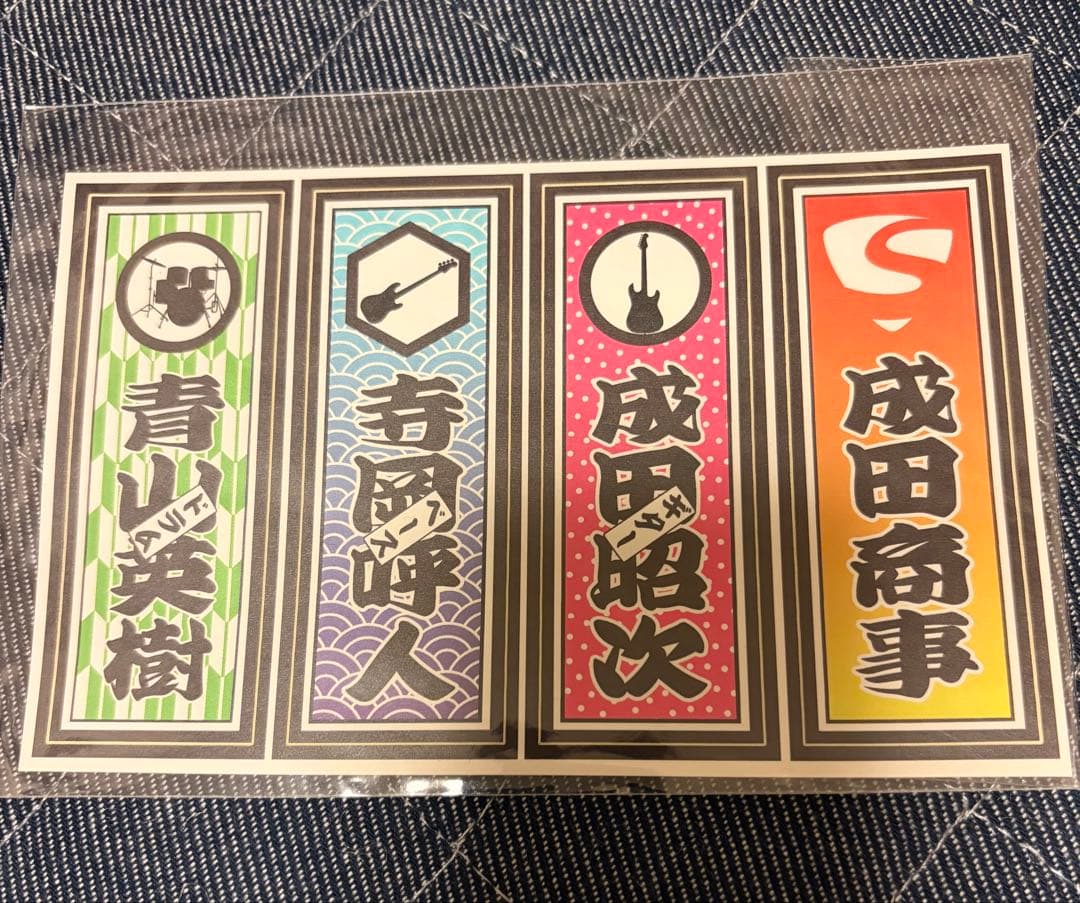 成田商事
成田昭次
ギター
寺岡呼人
ベース
青山英樹
ドラム